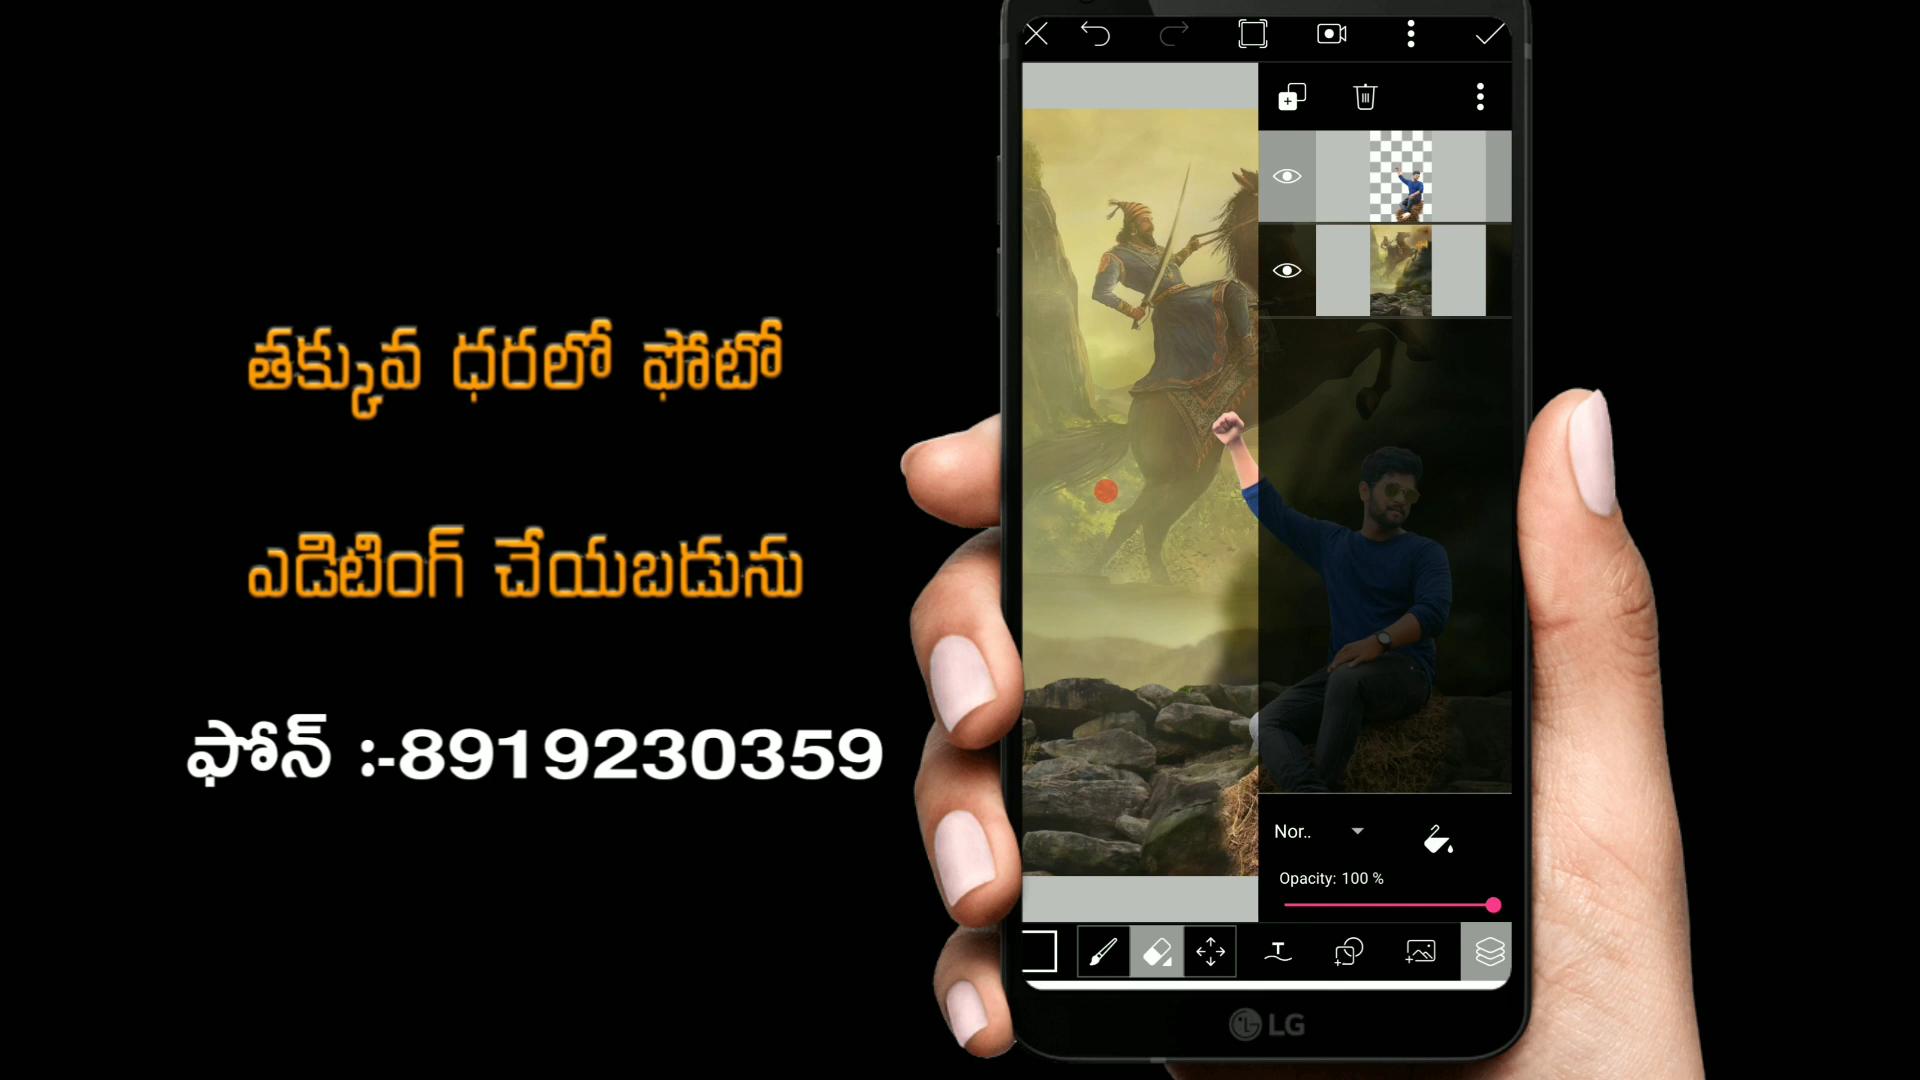 తక్కువ ధరలో ఫోటో
ఎడిటింగ్ చేయబడును
ఫోన్ :-8919230359
Nor..
Opacity: 100 %
T
LG